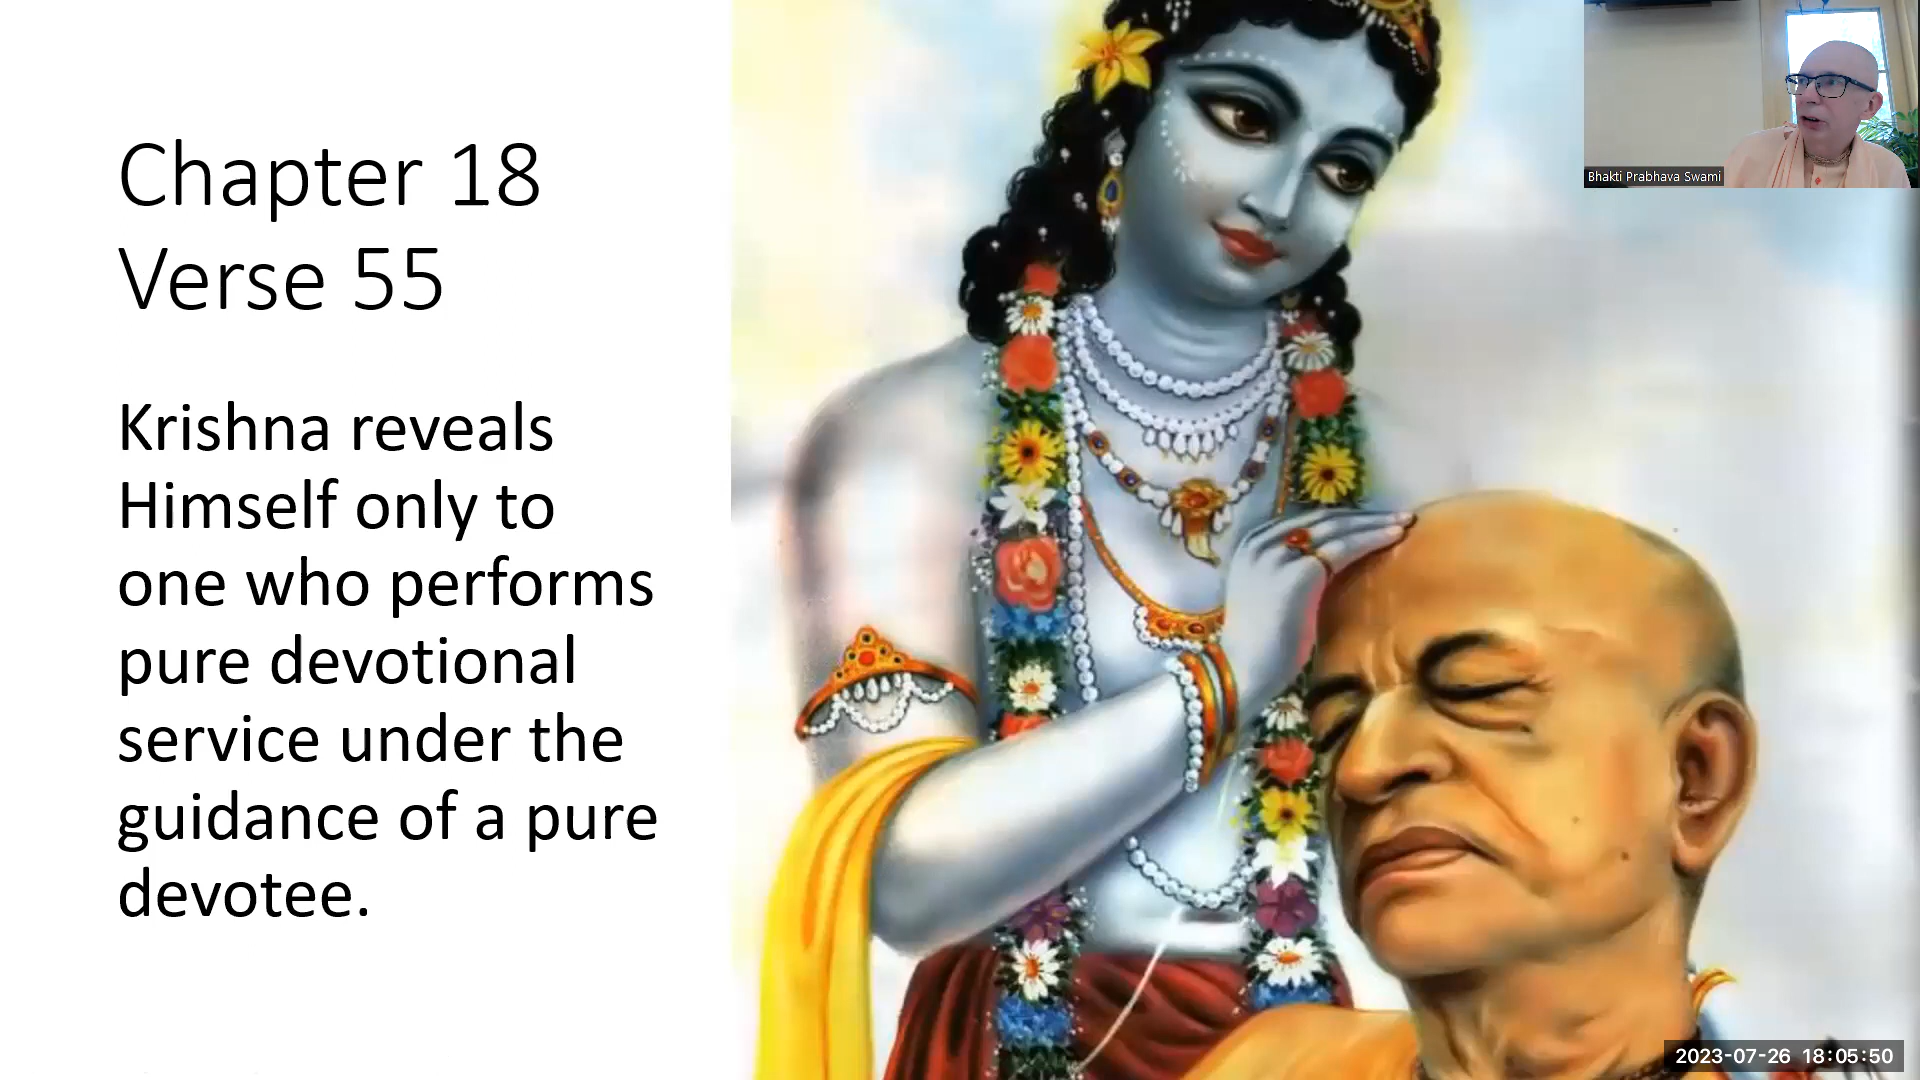 Chapter 18
Verse 55
Krishna reveals
Himself only to
one who performs
pure devotional
service under the
guidance of a pure
devotee.
Bhakti Prabhava Swami
2023-07-26 18:05:50